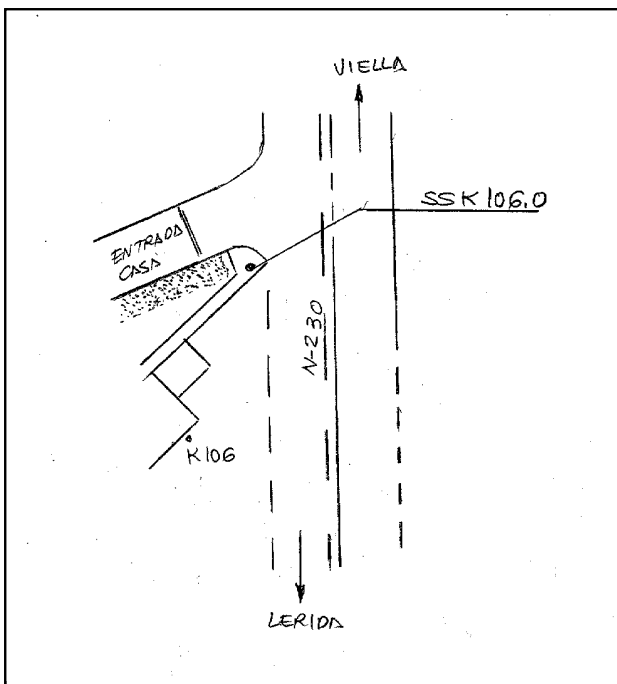 VIELLA
SSK 106.0
ENTRADA
CASA
N-230
K106
LERIDA